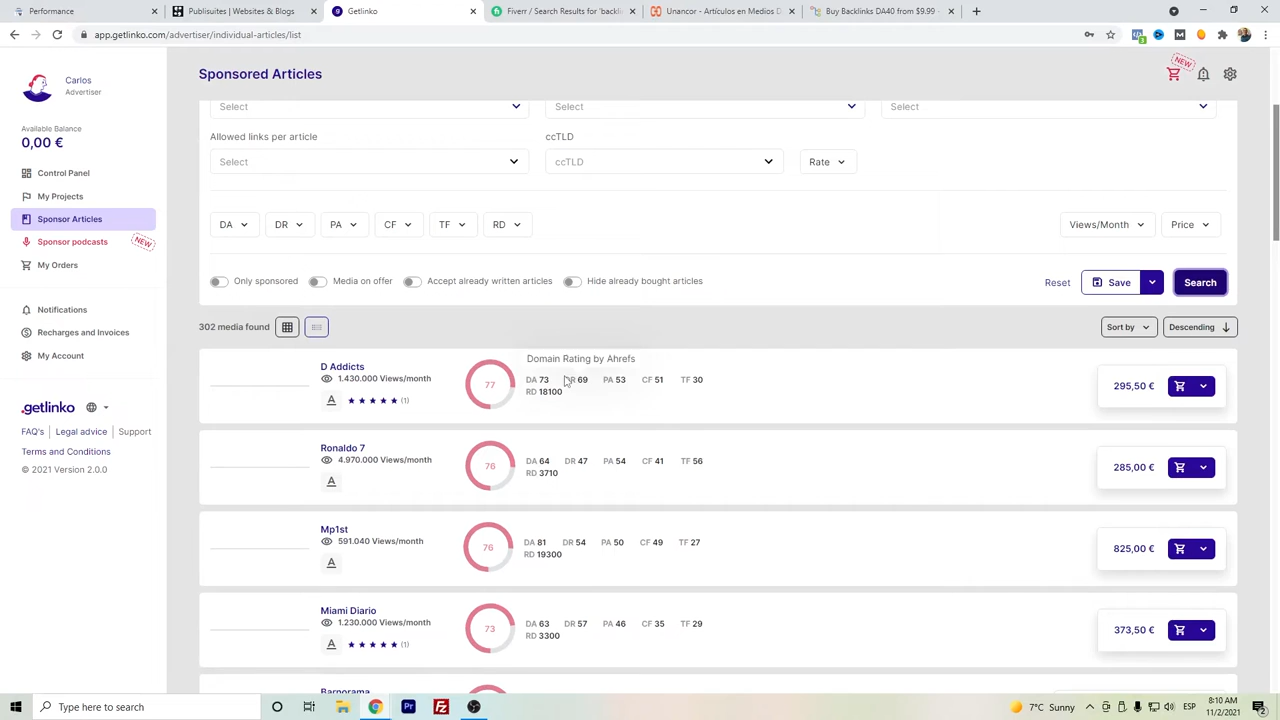 Performance
Publisuites | Websites & Blogs
Getlinko
Fiverr / Search Results for 'backli
Unancor - Artículos en Medios D
Buy Backlinks DA40 from $9.99 -
app.getlinko.com/advertiser/individual-articles/list
Carlos
Advertiser
Sponsored Articles
NEW
Available Balance
0,00 €
Control Panel
My Projects
Sponsor Articles
Sponsor podcasts
NEW
My Orders
Notifications
Recharges and Invoices
My Account
getlinko
FAQ's
Legal advice
Support
Terms and Conditions
© 2021 Version 2.0.0
Select
Select
Select
Allowed links per article
ccTLD
Select
ccTLD
Rate
DA
DR
PA
CF
TF
RD
Views/Month
Price
Only sponsored
Media on offer
Accept already written articles
Hide already bought articles
Reset
Save
Search
302 media found
Sort by
Descending
Domain Rating by Ahrefs
D Addicts
1.430.000 Views/month
A
(1)
77
DA 73
DR 69
PA 53
CF 51
TF 30
RD 18100
295,50 €
Ronaldo 7
4.970.000 Views/month
A
76
DA 64
DR 47
PA 54
CF 41
TF 56
RD 3710
285,00 €
Mp1st
591.040 Views/month
A
76
DA 81
DR 54
PA 50
CF 49
TF 27
RD 19300
825,00 €
Miami Diario
1.230.000 Views/month
A
(1)
73
DA 63
DR 57
PA 46
CF 35
TF 29
RD 3300
373,50 €
Barnorama
Type here to search
7°C Sunny
ESP
8:10 AM
11/2/2021